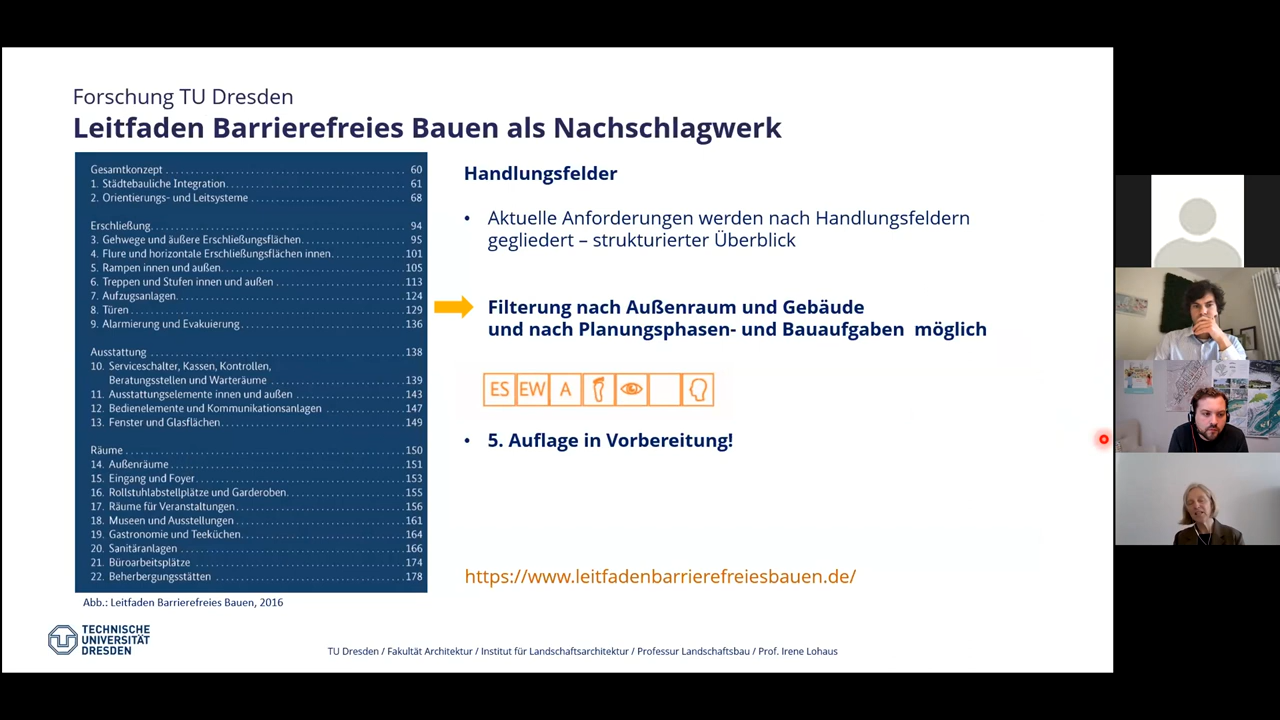 Forschung TU Dresden
Leitfaden Barrierefreies Bauen als Nachschlagwerk
Gesamtkonzept 60
1. Städtebauliche Integration 61
2. Orientierungs- und Leitsysteme 68
Erschließung 94
3. Gehwege und äußere Erschließungsflächen 95
4. Flure und horizontale Erschließungsflächen innen 101
5. Rampen innen und außen 105
6. Treppen und Stufen innen und außen 113
7. Aufzugsanlagen 124
8. Türen 129
9. Alarmierung und Evakuierung 136
Ausstattung 138
10. Serviceschalter, Kassen, Kontrollen,
Beratungsstellen und Warteräume 139
11. Ausstattungselemente innen und außen 143
12. Bedienelemente und Kommunikationsanlagen 147
13. Fenster und Glasflächen 149
Räume 150
14. Außenräume 151
15. Eingang und Foyer 153
16. Rollstuhlabstellplätze und Garderoben 155
17. Räume für Veranstaltungen 156
18. Museen und Ausstellungen 161
19. Gastronomie und Teeküchen 164
20. Sanitäranlagen 166
21. Büroarbeitsplätze 174
22. Beherbergungsstätten 178
Abb.: Leitfaden Barrierefreies Bauen, 2016
Handlungsfelder
• Aktuelle Anforderungen werden nach Handlungsfeldern
gegliedert – strukturierter Überblick
Filterung nach Außenraum und Gebäude
und nach Planungsphasen- und Bauaufgaben möglich
ES EW A
• 5. Auflage in Vorbereitung!
https://www.leitfadenbarrierefreiesbauen.de/
TECHNISCHE
UNIVERSITÄT
DRESDEN
TU Dresden / Fakultät Architektur / Institut für Landschaftsarchitektur / Professur Landschaftsbau / Prof. Irene Lohaus